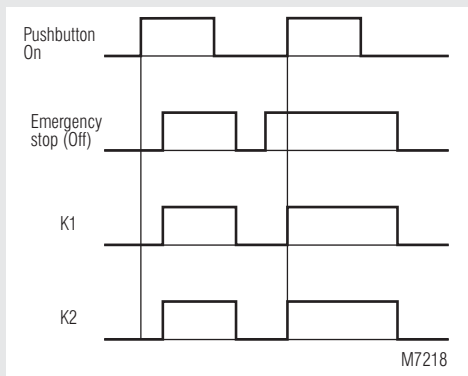 Pushbutton
On
Emergency
stop (Off)
K1
K2
M7218